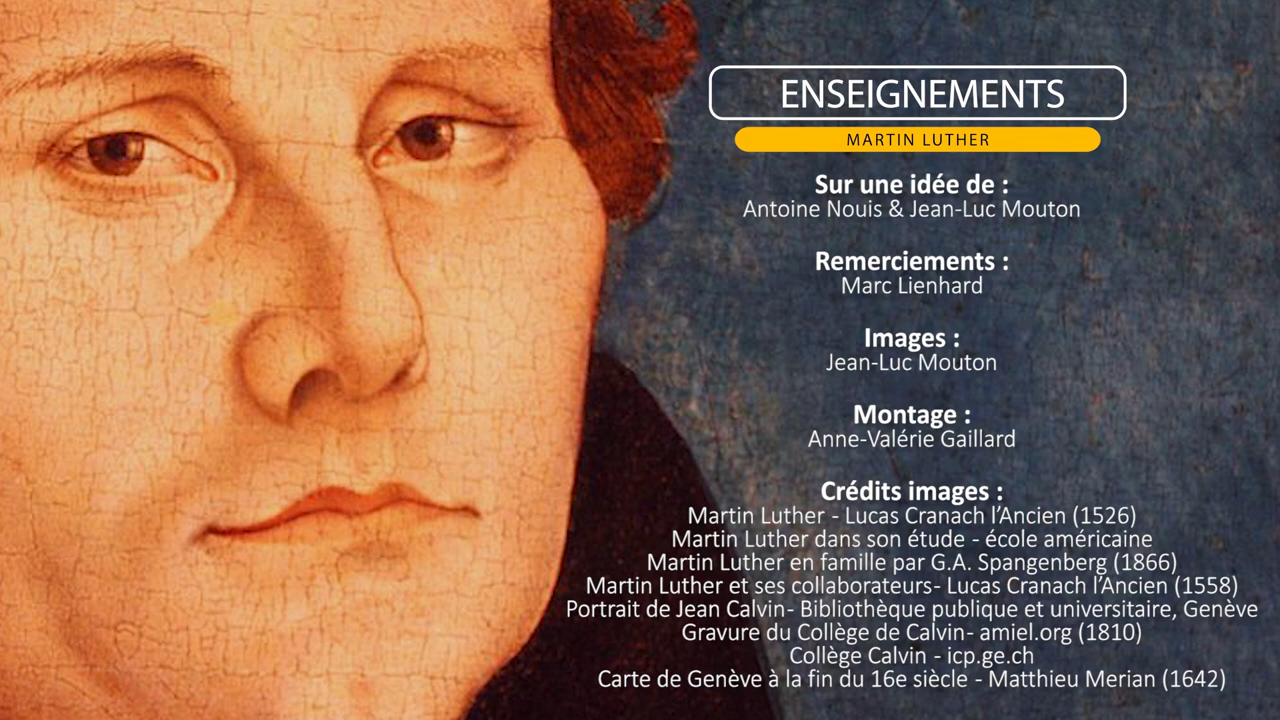 ENSEIGNEMENTS
MARTIN LUTHER
Sur une idée de :
Antoine Nouis & Jean-Luc Mouton
Remerciements :
Marc Lienhard
Images :
Jean-Luc Mouton
Montage :
Anne-Valérie Gaillard
Crédits images :
Martin Luther - Lucas Cranach l'Ancien (1526)
Martin Luther dans son étude - école américaine
Martin Luther en famille par G.A. Spangenberg (1866)
Martin Luther et ses collaborateurs- Lucas Cranach l'Ancien (1558)
Portrait de Jean Calvin- Bibliothèque publique et universitaire, Genève
Gravure du Collège de Calvin- amiel.org (1810)
Collège Calvin - icp.ge.ch
Carte de Genève à la fin du 16e siècle - Matthieu Merian (1642)